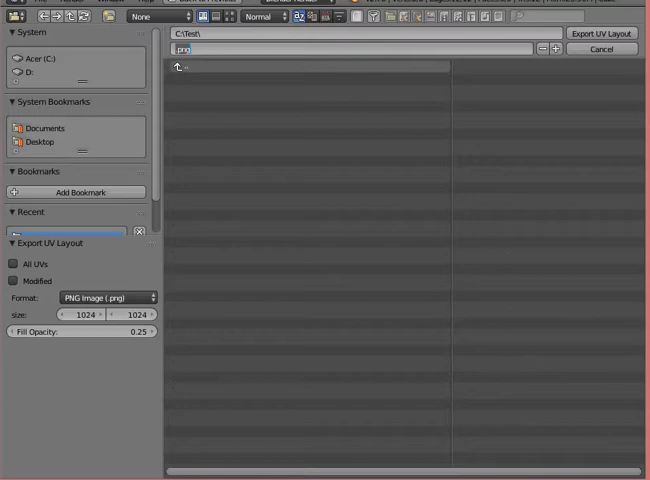 None
Normal
System
C:\Test\
Export UV Layout
.png
Cancel
..
Acer (C:)
D:
System Bookmarks
Documents
Desktop
Bookmarks
Add Bookmark
Recent
Export UV Layout
All UVs
Modified
Format: PNG Image (.png)
size: 1024 1024
Fill Opacity: 0.25